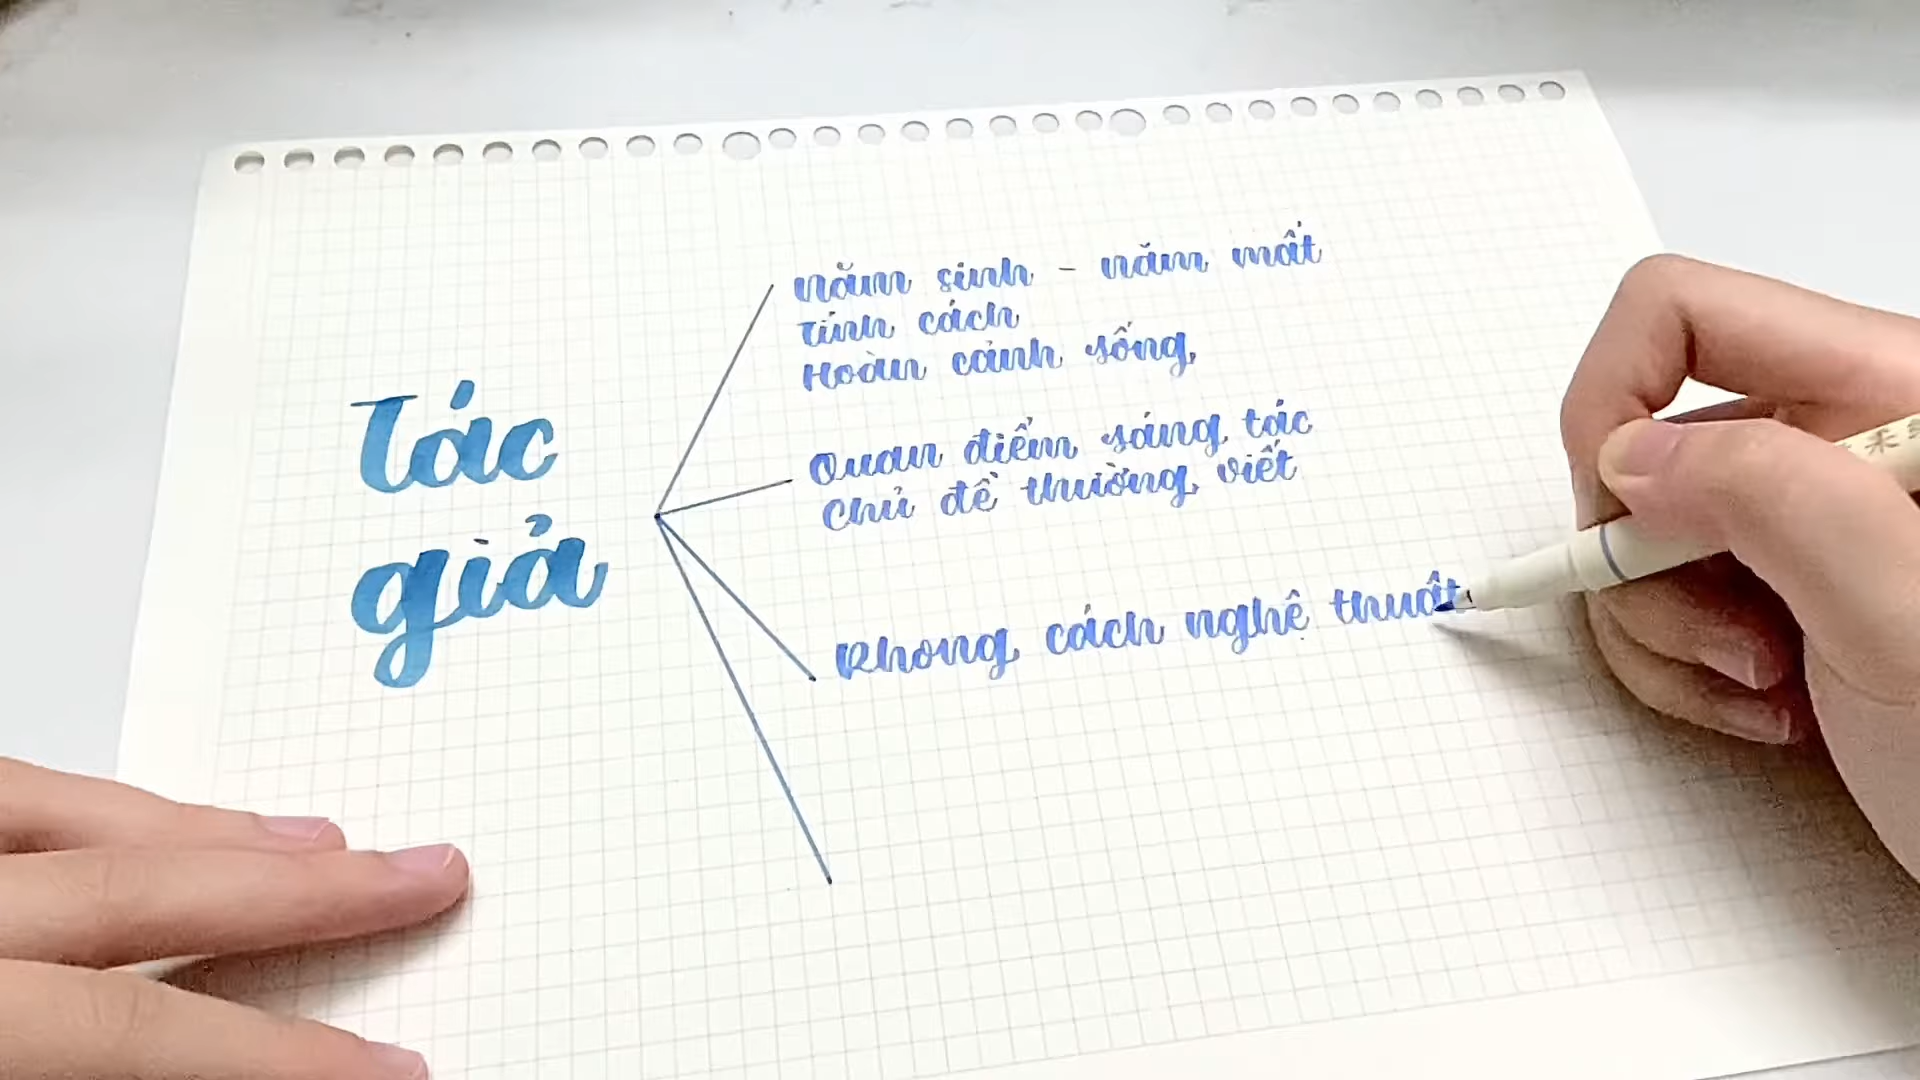 Tác
giả
Năm sinh - năm mất
Tính cách
Hoàn cảnh sống
Quan điểm sáng tác
Chủ đề thường viết
Phong cách nghệ thuật